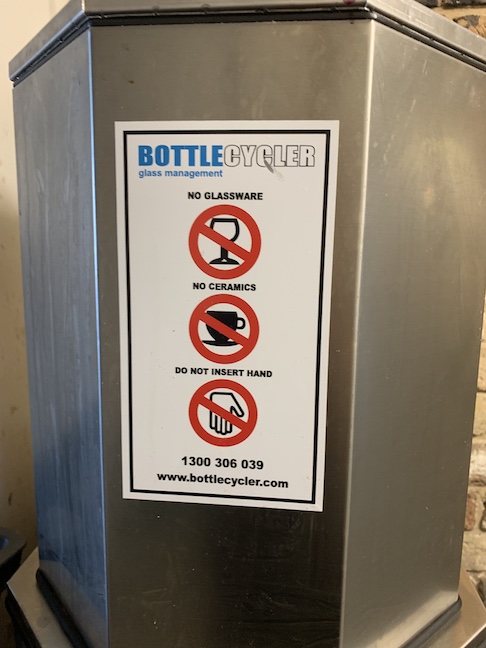 BOTTLECYCLER
glass management
NO GLASSWARE
NO CERAMICS
DO NOT INSERT HAND
1300 306 039
www.bottlecycler.com